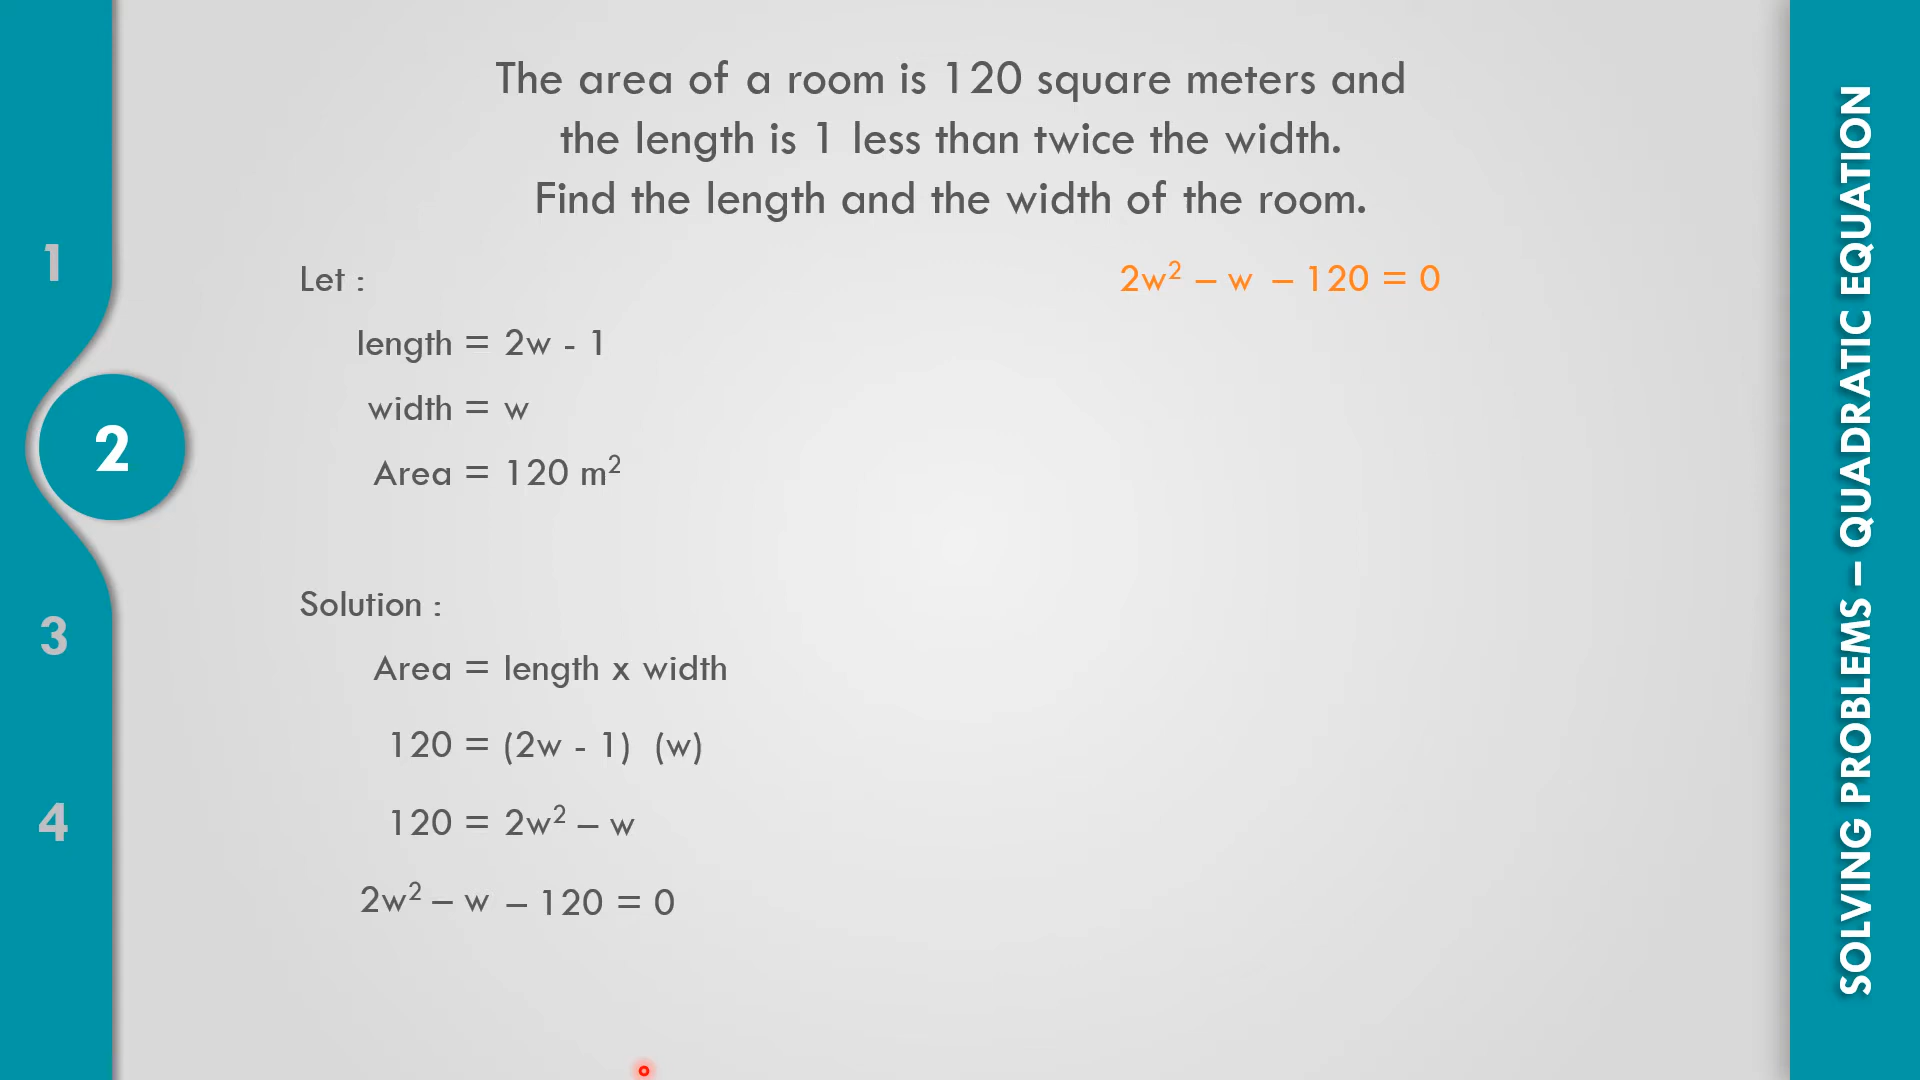 The area of a room is 120 square meters and
the length is 1 less than twice the width.
Find the length and the width of the room.
Let :
length = 2w - 1
width = w
Area = 120 m²
Solution :
Area = length x width
120 = (2w - 1) (w)
120 = 2w² – w
2w² – w – 120 = 0
2w² – w – 120 = 0
1
2
3
4
SOLVING PROBLEMS – QUADRATIC EQUATION